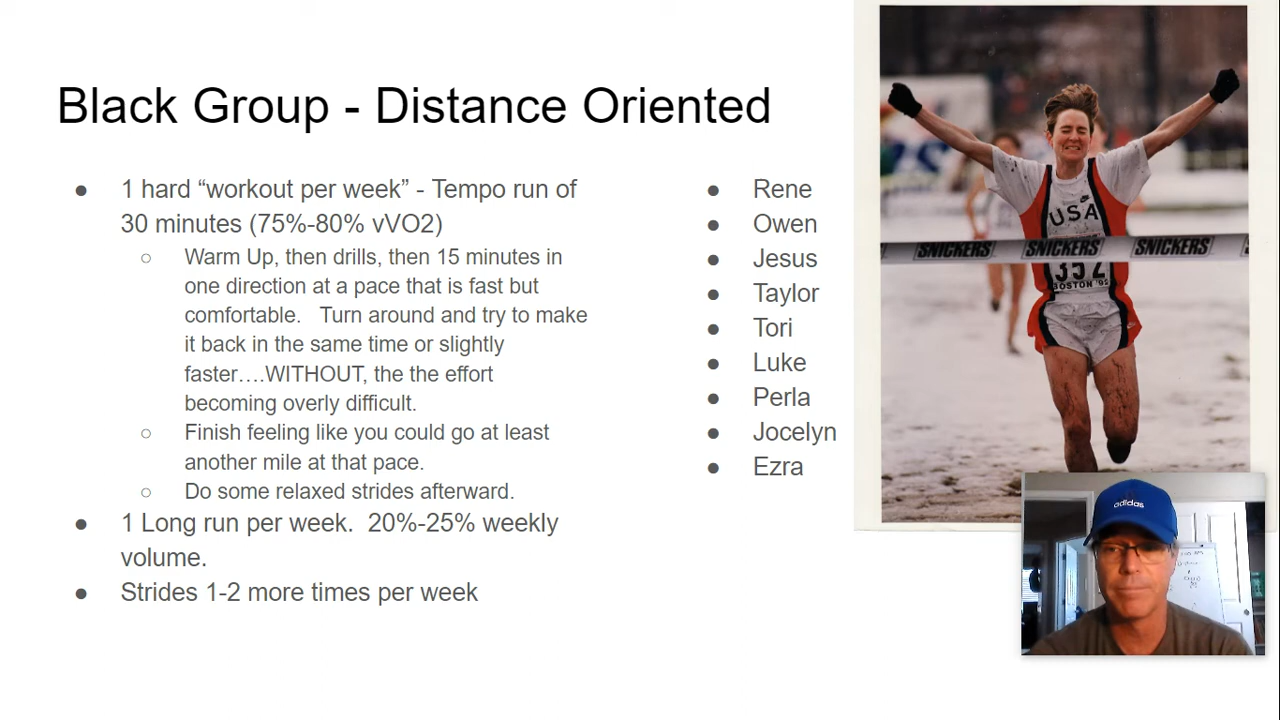 Black Group - Distance Oriented
1 hard “workout per week” - Tempo run of
30 minutes (75%-80% vVO2)
Warm Up, then drills, then 15 minutes in
one direction at a pace that is fast but
comfortable.   Turn around and try to make
it back in the same time or slightly
faster….WITHOUT, the the effort
becoming overly difficult.
Finish feeling like you could go at least
another mile at that pace.
Do some relaxed strides afterward.
1 Long run per week.  20%-25% weekly
volume.
Strides 1-2 more times per week
Rene
Owen
Jesus
Taylor
Tori
Luke
Perla
Jocelyn
Ezra
USA
SNICKERS SNICKERS SNICKERS
352
BOSTON '92
adidas